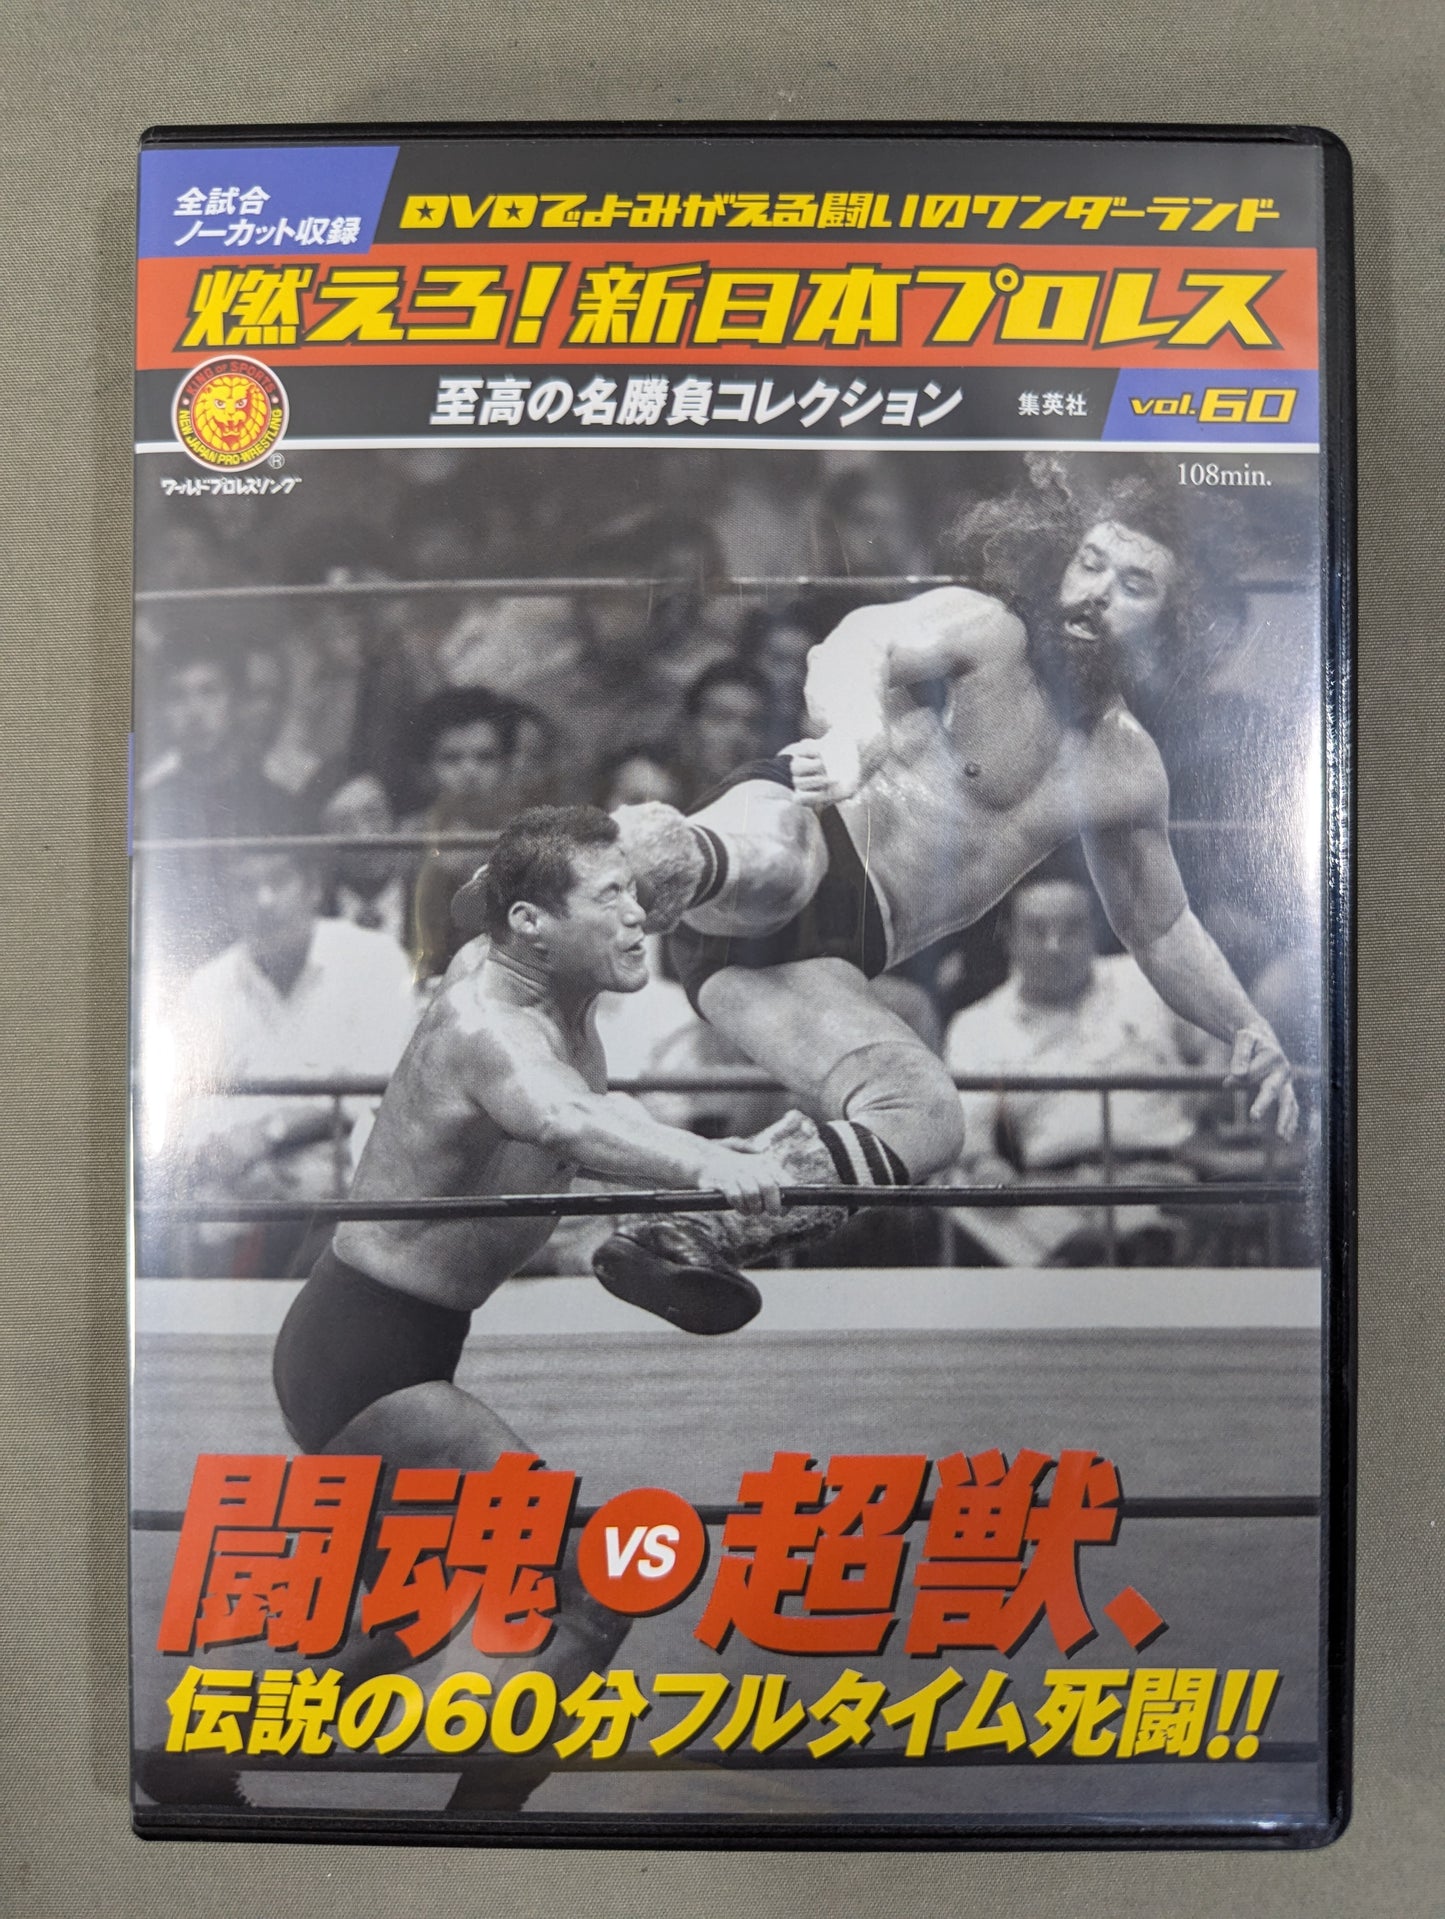 全試合
ノーカット収録
DVDでよみがえる闘いのワンダーランド
燃えろ!新日本プロレス
至高の名勝負コレクション
集英社
vol.60
KING OF SPORTS
NEW JAPAN PRO-WRESTLING
®
ワールドプロレスリング
108min.
闘魂VS超獣、
伝説の60分フルタイム死闘!!